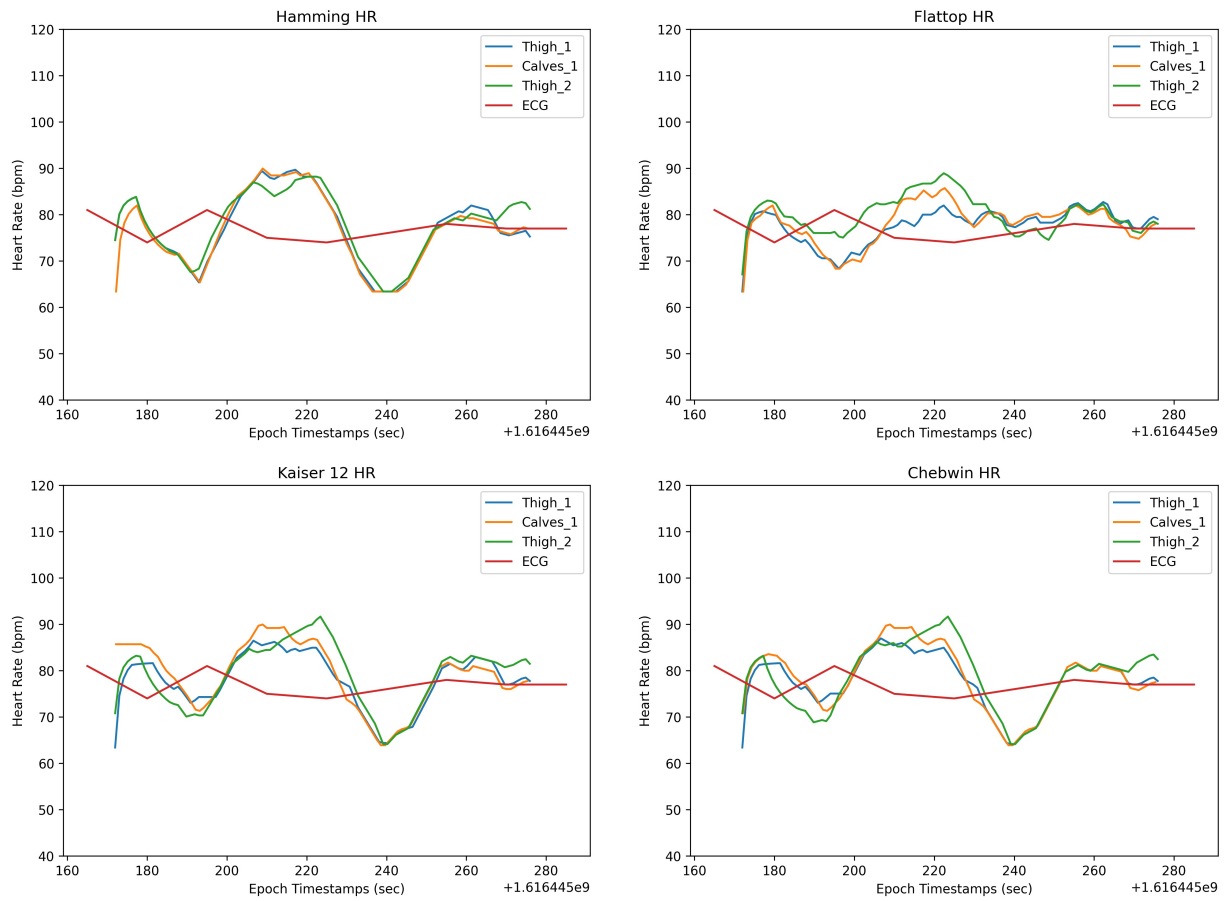 Hamming HR
120
110
100
90
80
70
60
50
40
Heart Rate (bpm)
Thigh_1
Calves_1
Thigh_2
ECG
160 180 200 220 240 260 280
Epoch Timestamps (sec)
+1.616445e9
Flattop HR
120
110
100
90
80
70
60
50
40
Heart Rate (bpm)
Thigh_1
Calves_1
Thigh_2
ECG
160 180 200 220 240 260 280
Epoch Timestamps (sec)
+1.616445e9
Kaiser 12 HR
120
110
100
90
80
70
60
50
40
Heart Rate (bpm)
Thigh_1
Calves_1
Thigh_2
ECG
160 180 200 220 240 260 280
Epoch Timestamps (sec)
+1.616445e9
Chebwin HR
120
110
100
90
80
70
60
50
40
Heart Rate (bpm)
Thigh_1
Calves_1
Thigh_2
ECG
160 180 200 220 240 260 280
Epoch Timestamps (sec)
+1.616445e9